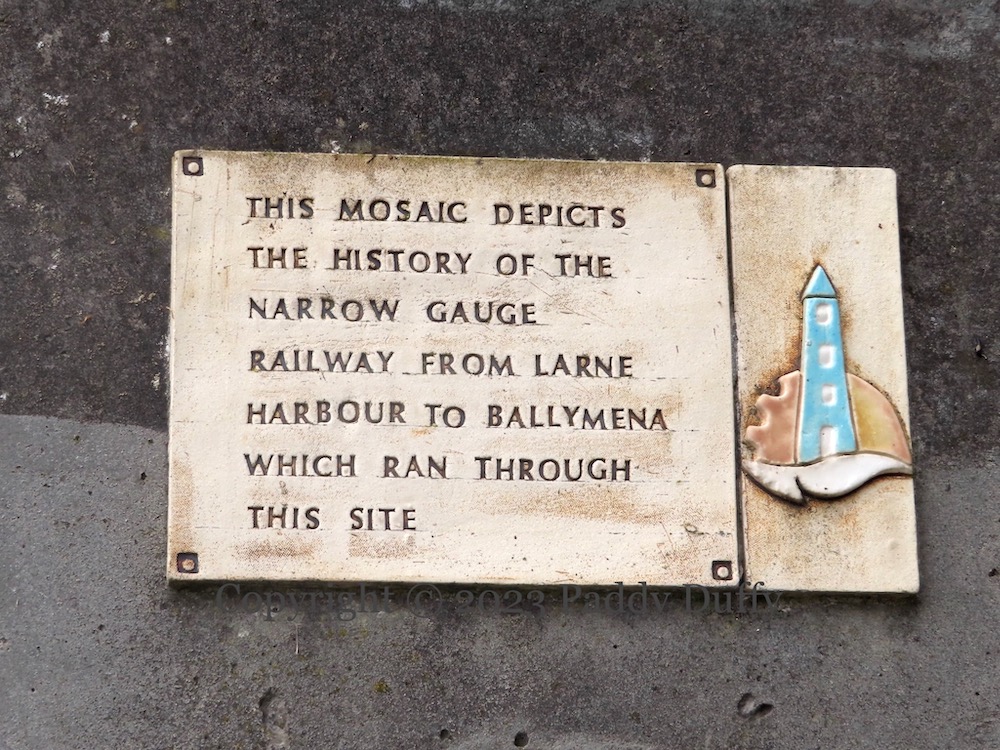 THIS MOSAIC DEPICTS
THE HISTORY OF THE
NARROW GAUGE
RAILWAY FROM LARNE
HARBOUR TO BALLYMENA
WHICH RAN THROUGH
THIS SITE
Copyright © 2023 Paddy Duffy